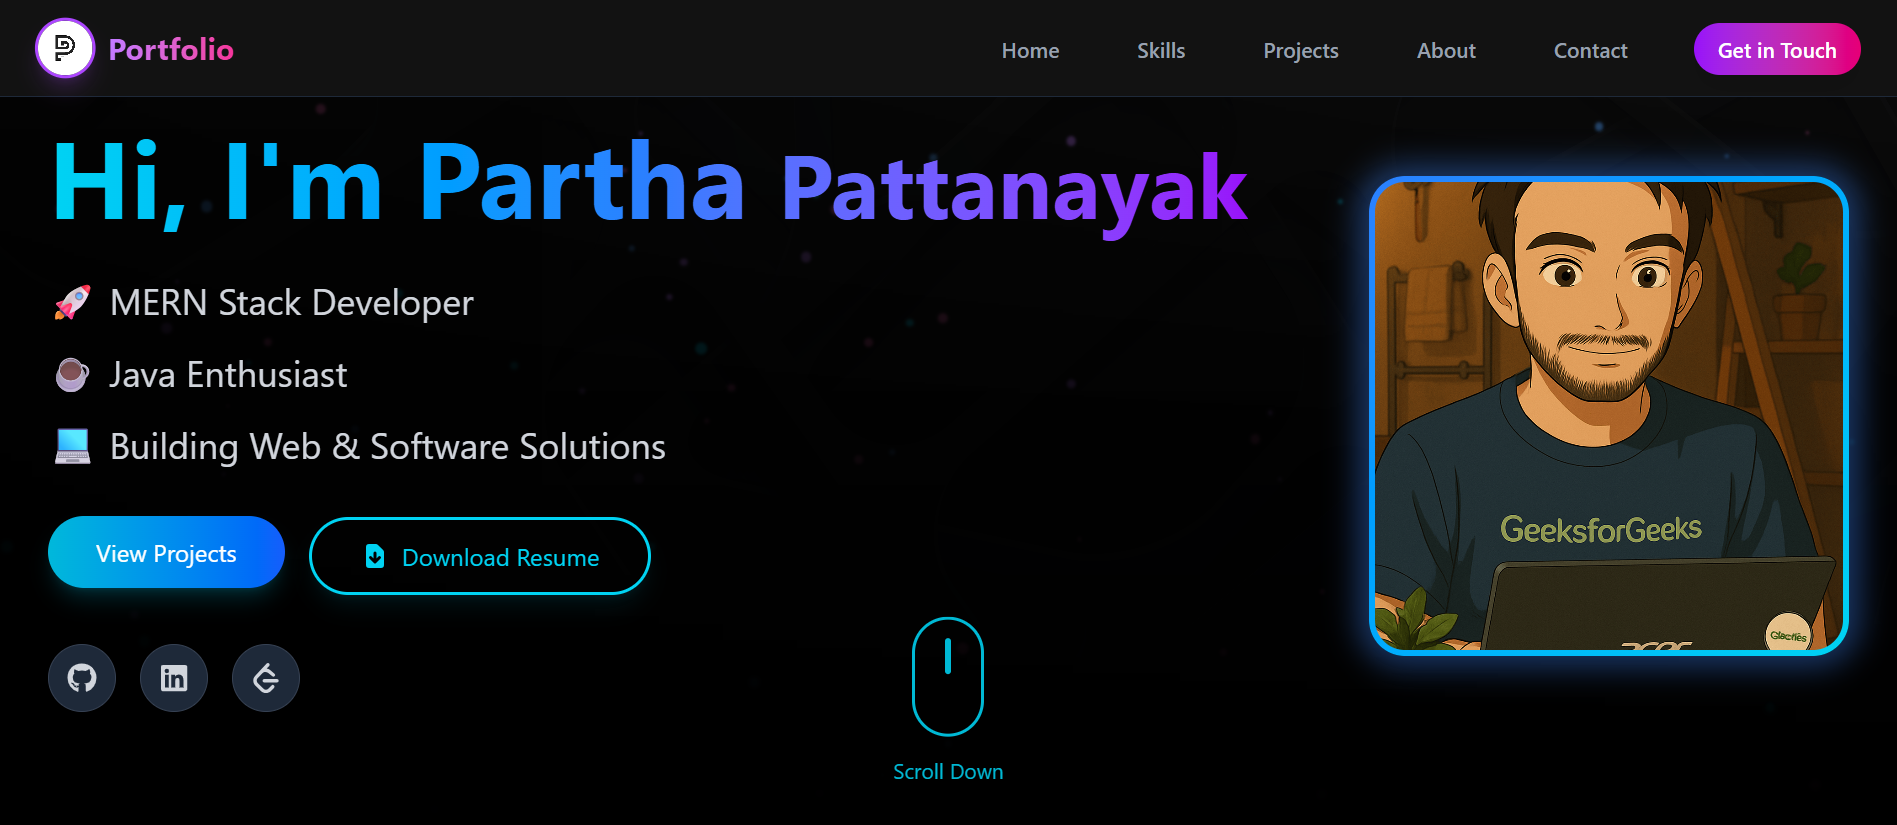 Portfolio
Home Skills Projects About Contact Get in Touch
Hi, I'm Partha Pattanayak
MERN Stack Developer
Java Enthusiast
Building Web & Software Solutions
View Projects Download Resume
Scroll Down
GeeksforGeeks
acer